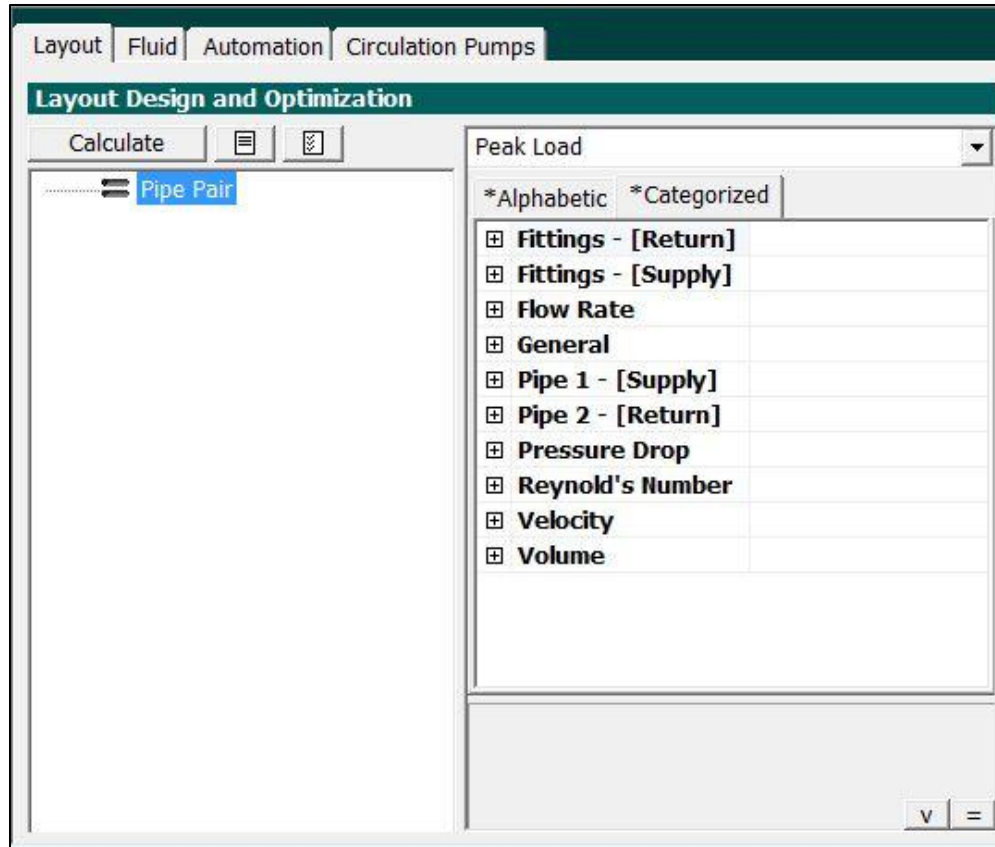 Layout Fluid Automation Circulation Pumps
Layout Design and Optimization
Calculate
Pipe Pair
Peak Load
*Alphabetic *Categorized
Fittings - [Return]
Fittings - [Supply]
Flow Rate
General
Pipe 1 - [Supply]
Pipe 2 - [Return]
Pressure Drop
Reynold's Number
Velocity
Volume
v =